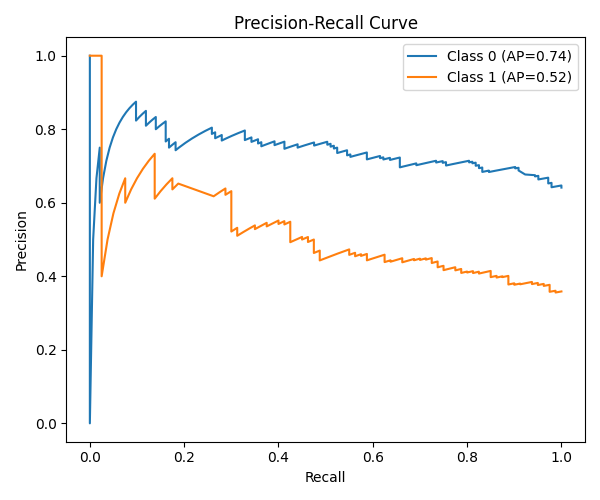 Precision-Recall Curve
Class 0 (AP=0.74)
Class 1 (AP=0.52)
Precision
1.0
0.8
0.6
0.4
0.2
0.0
0.0 0.2 0.4 0.6 0.8 1.0
Recall